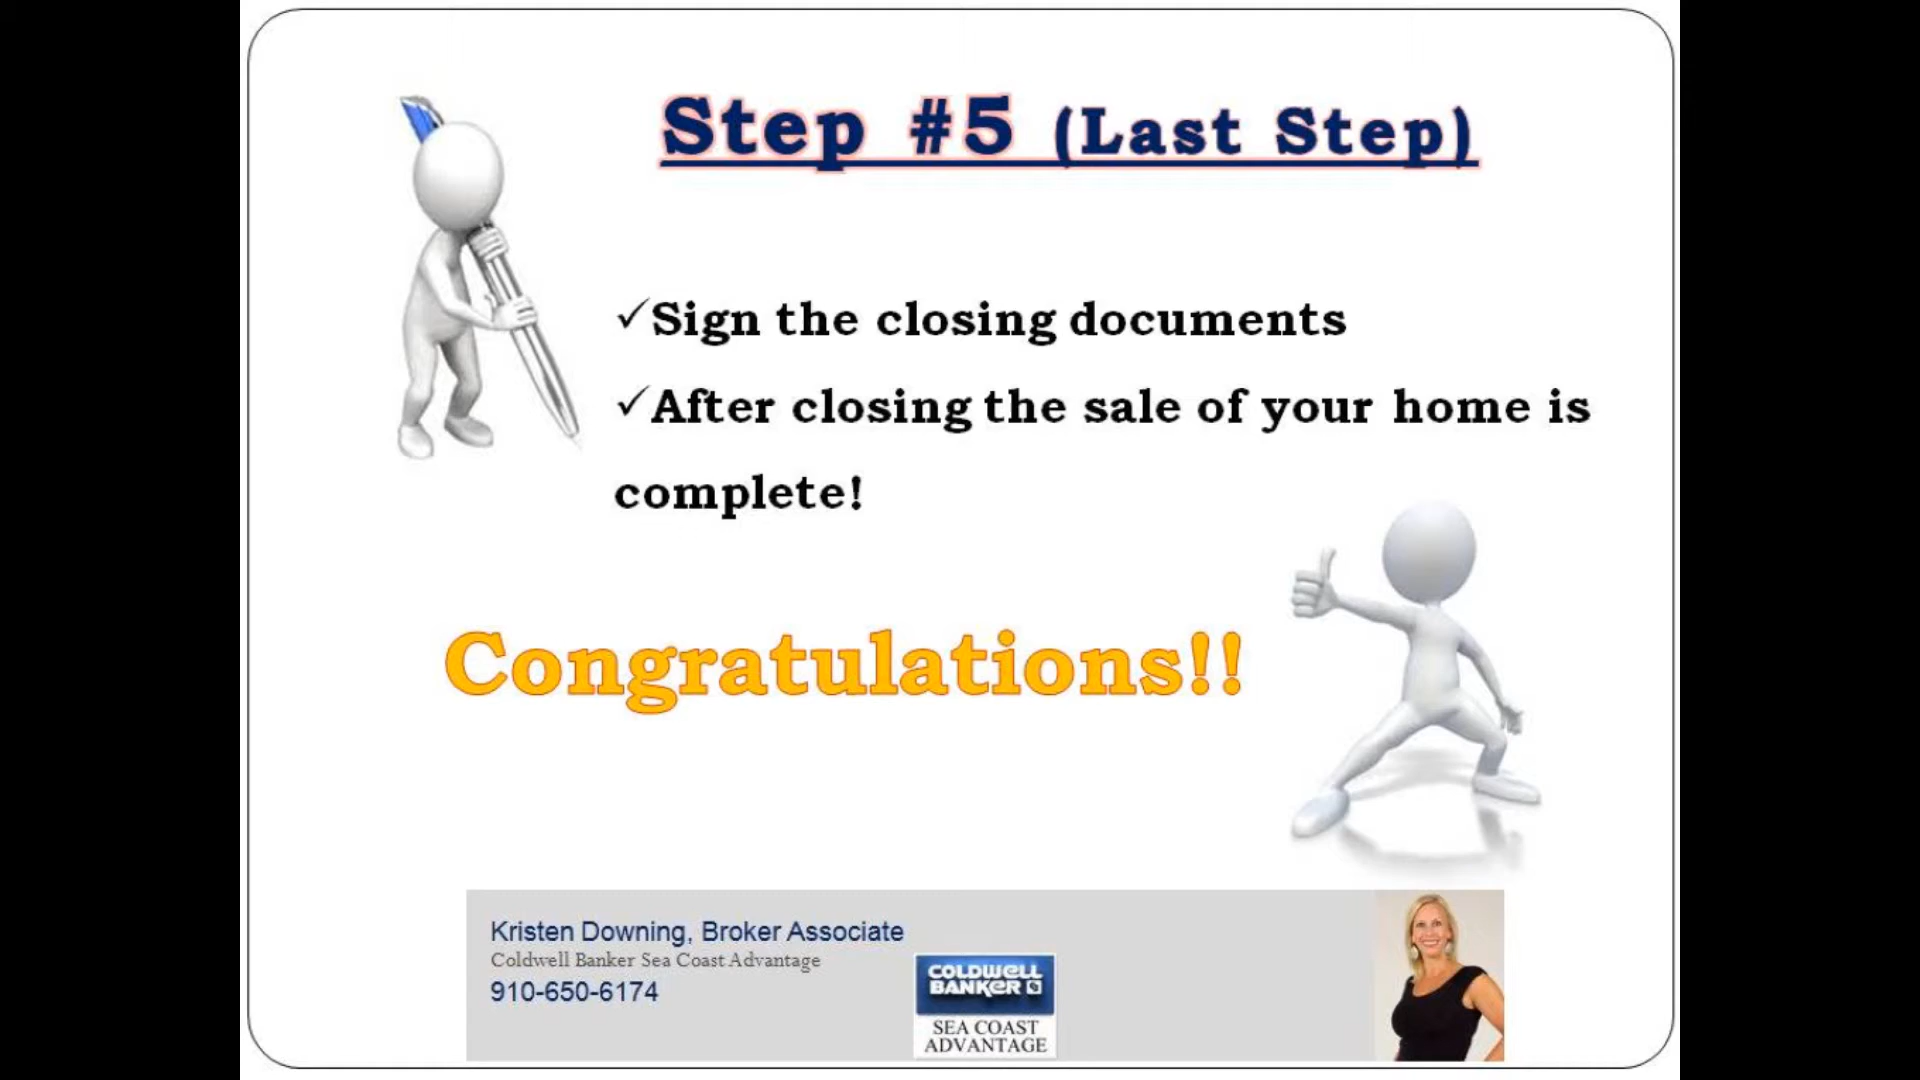 Step #5 (Last Step)
✓Sign the closing documents
✓After closing the sale of your home is
complete!
Congratulations!!
Kristen Downing, Broker Associate
Coldwell Banker Sea Coast Advantage
910-650-6174
COLDWELL
BANKER
SEA COAST
ADVANTAGE